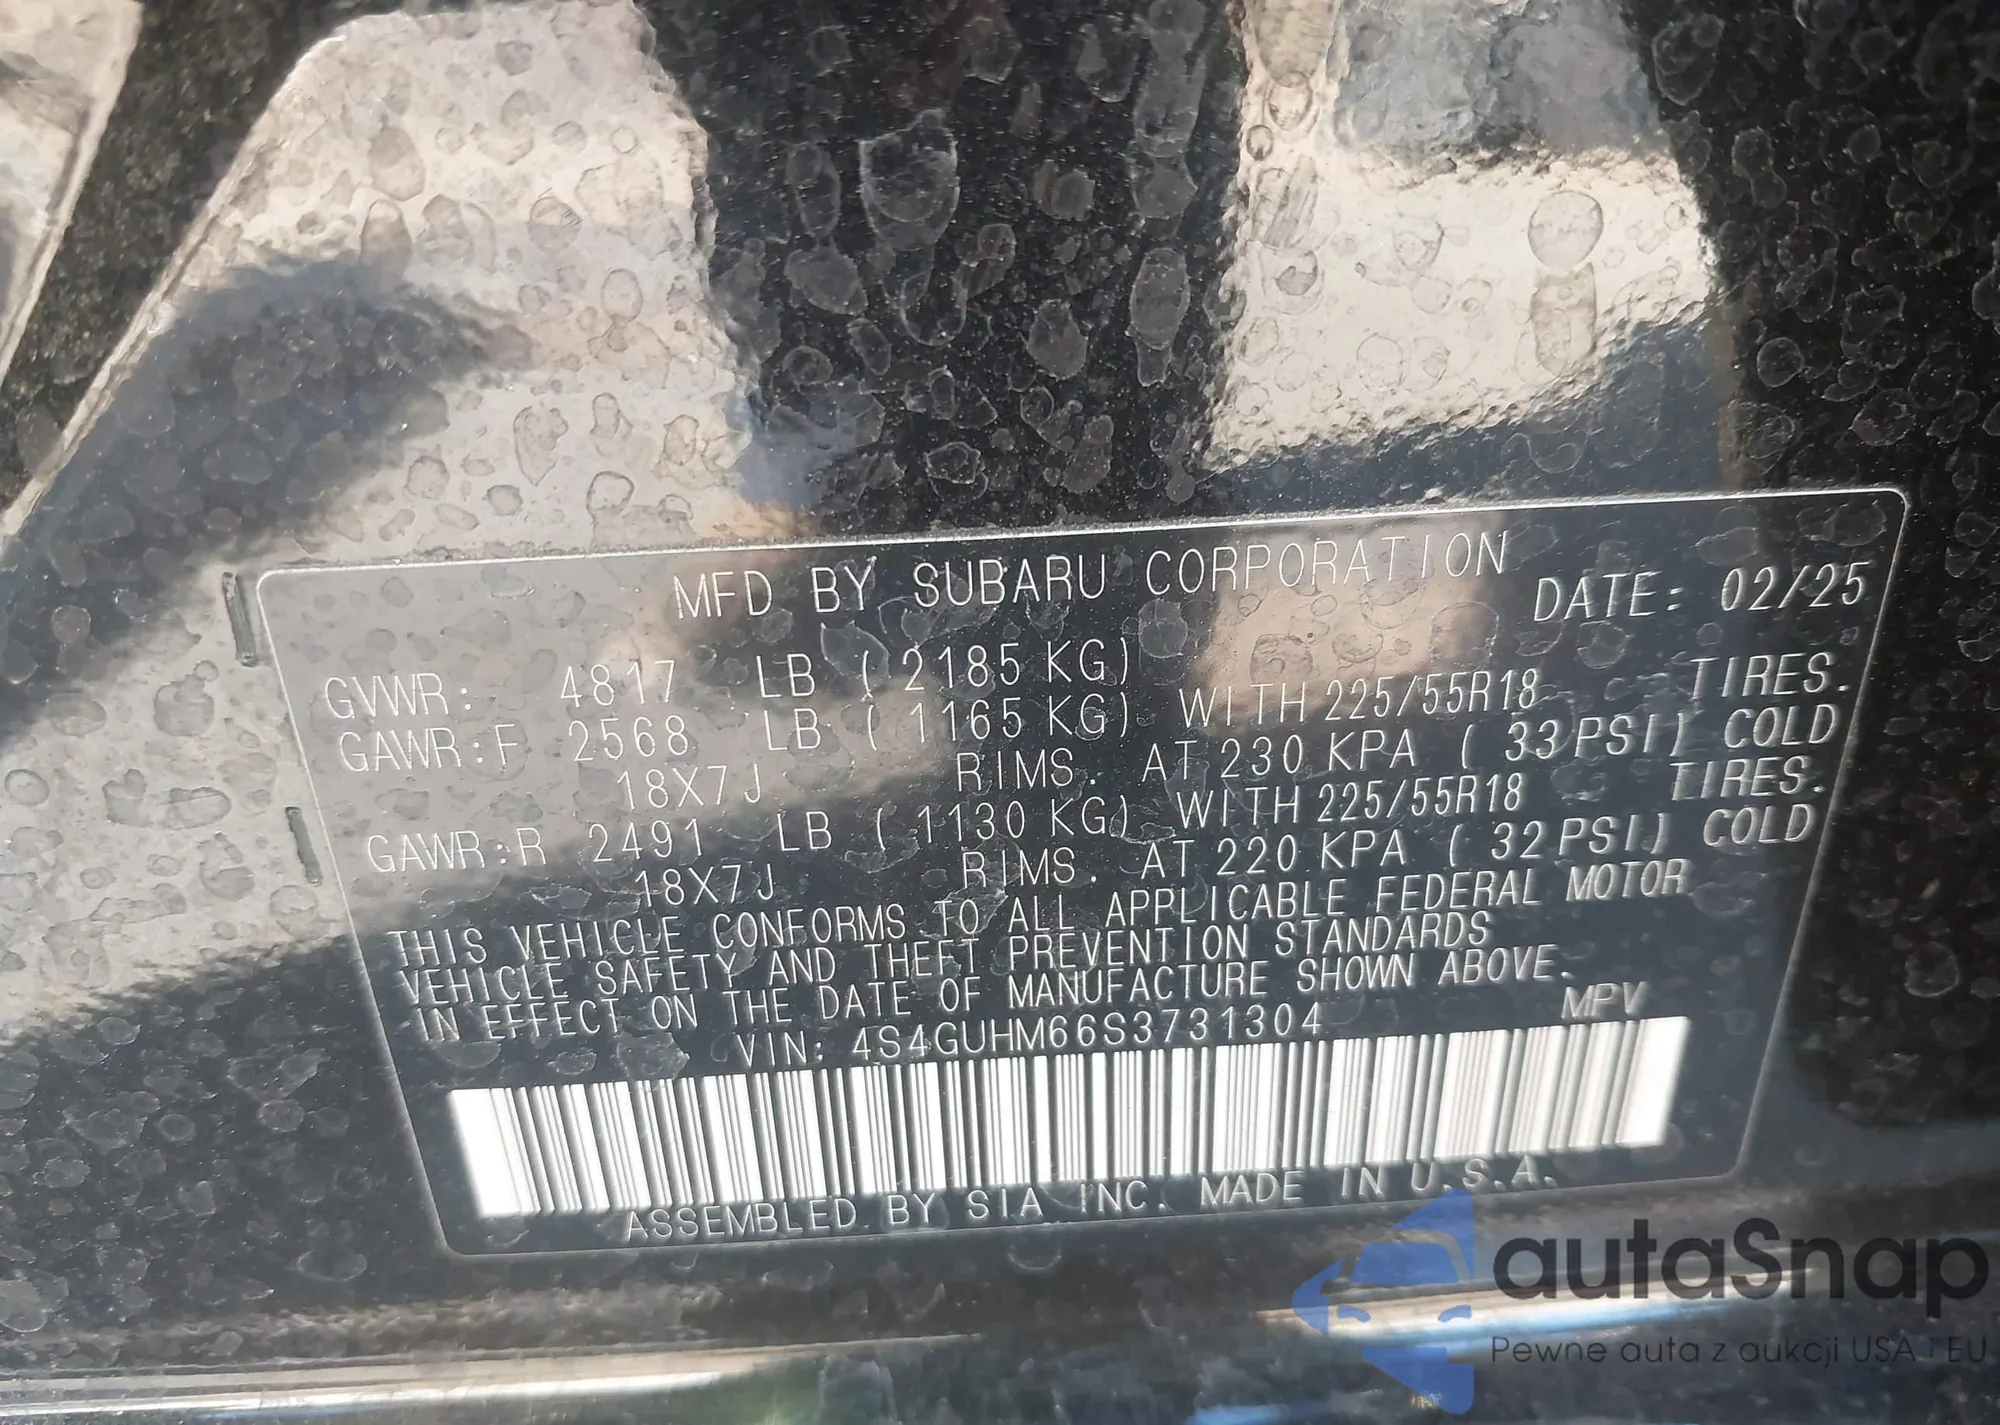 MFD BY SUBARU CORPORATION
DATE: 02/25
GVWR: 4817 LB (2185 KG)
GAWR:F 2568 LB (1165 KG) WITH 225/55R18 TIRES.
18X7J RIMS. AT 230 KPA (33PSI) COLD
GAWR:R 2491 LB (1130 KG) WITH 225/55R18 TIRES.
18X7J RIMS. AT 220 KPA (32PSI) COLD
THIS VEHICLE CONFORMS TO ALL APPLICABLE FEDERAL MOTOR
VEHICLE SAFETY AND THEFT PREVENTION STANDARDS
IN EFFECT ON THE DATE OF MANUFACTURE SHOWN ABOVE.
VIN: 4S4GUHM66S3731304 MPV
ASSEMBLED BY SIA INC. MADE IN U.S.A.
autaSnap
Pewne auta z aukcji USA i EU